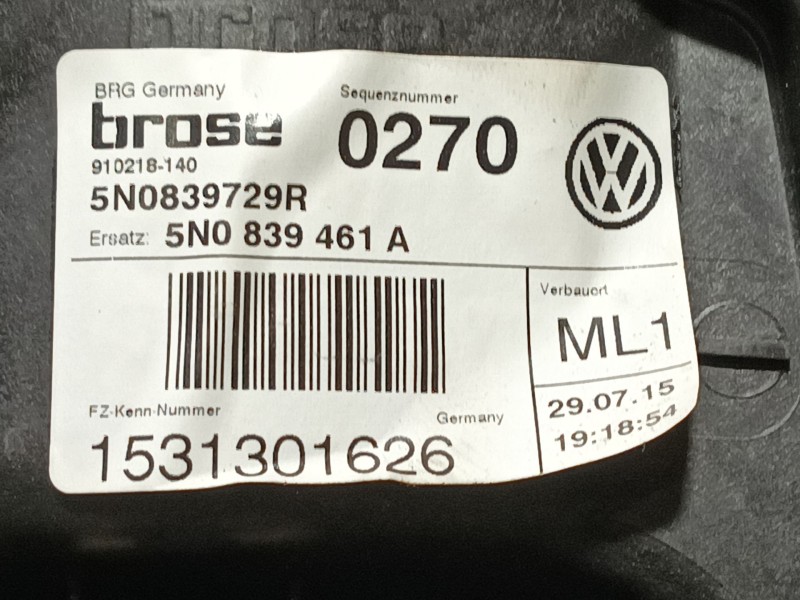 BRG Germany
brose
910218-140
5N0839729R
Ersatz: 5N0 839 461 A
Sequenznummer
0270
FZ-Kenn-Nummer
Germany
1531301626
Verbauort
ML1
29.07.15
19:18:54